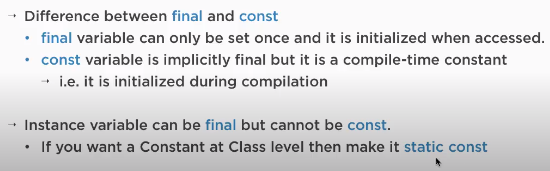 → Difference between final and const
• final variable can only be set once and it is initialized when accessed.
• const variable is implicitly final but it is a compile-time constant
→ i.e. it is initialized during compilation
→ Instance variable can be final but cannot be const.
• If you want a Constant at Class level then make it static const